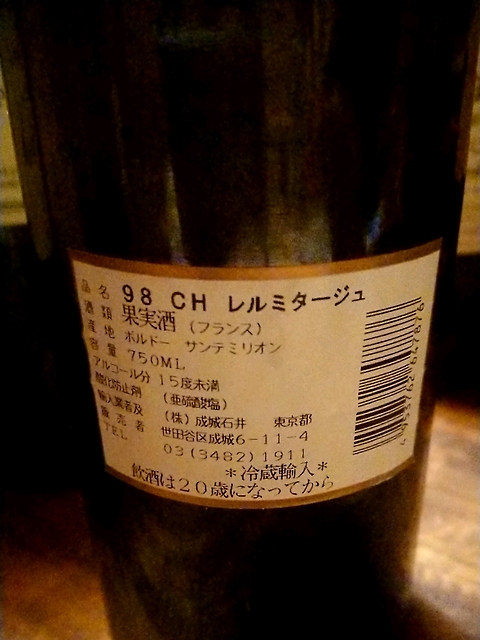 品名 98 CH レルミタージュ
酒類 果実酒 (フランス)
産地 ボルドー サンテミリオン
容量 750ML
アルコール分 15度未満
酸化防止剤 (亜硫酸塩)
輸入業者及 (株)成城石井 東京都
販売者 世田谷区成城6-11-4
TEL 03(3482)1911
*冷蔵輸入*
飲酒は20歳になってから